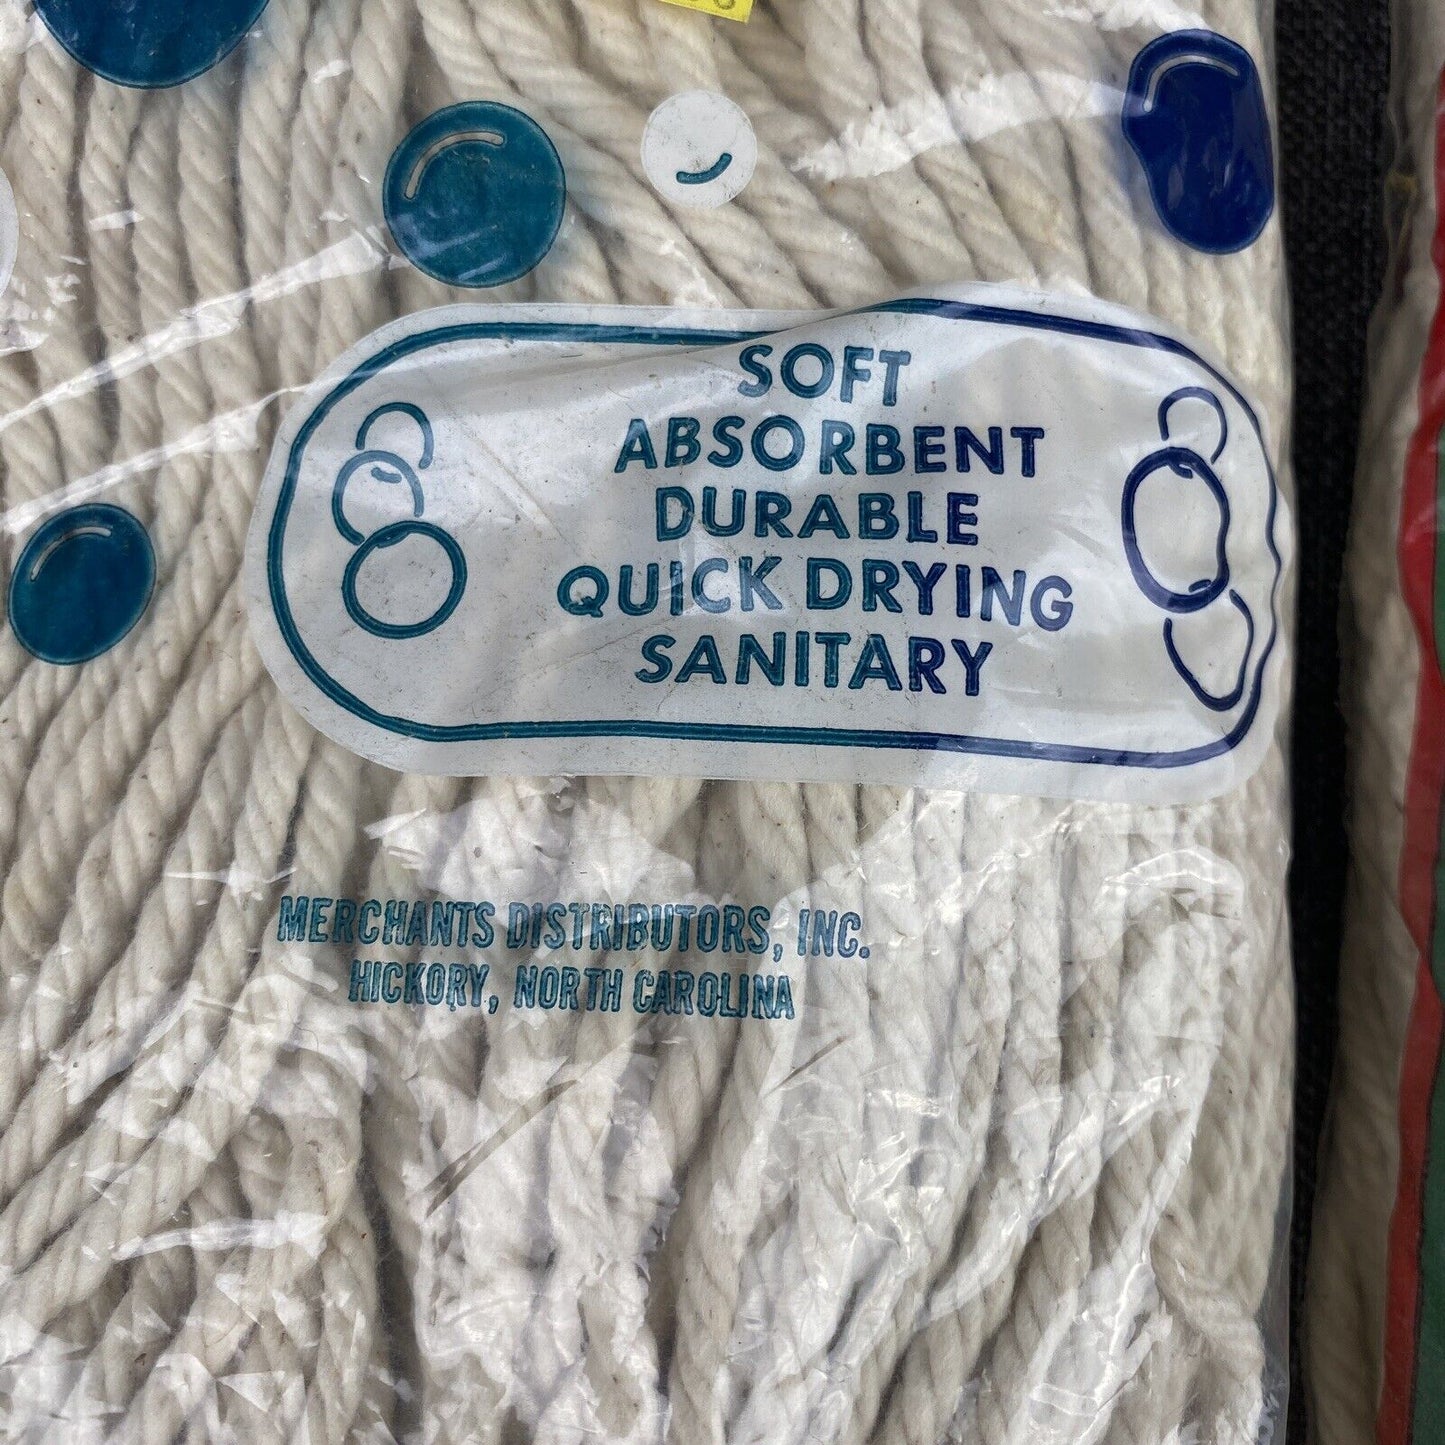 SOFT
ABSORBENT
DURABLE
QUICK DRYING
SANITARY
MERCHANTS DISTRIBUTORS, INC.
HICKORY, NORTH CAROLINA